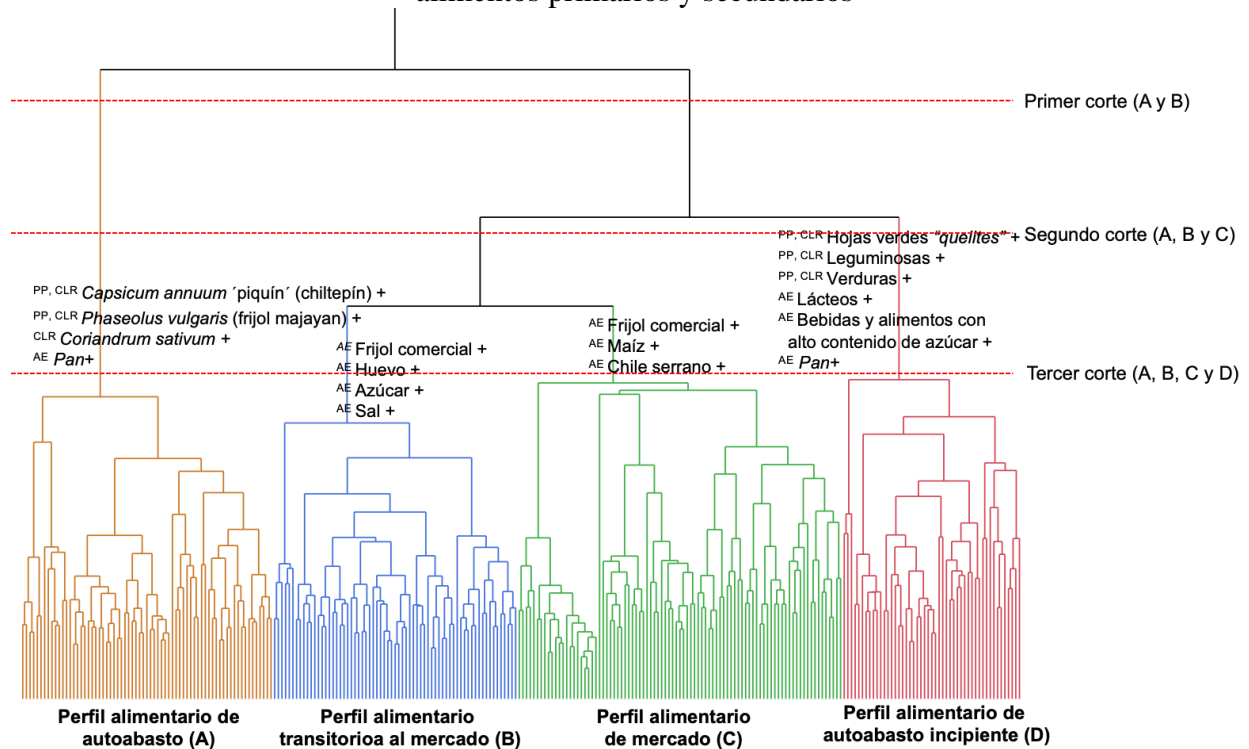 alimentos primarios y secundarios
Primer corte (A y B)
Segundo corte (A, B y C)
PP, CLR Hojas verdes "quelites" +
PP, CLR Leguminosas +
PP, CLR Verduras +
AE Lácteos +
AE Bebidas y alimentos con
alto contenido de azúcar +
AE Pan+
PP, CLR Capsicum annuum ´piquín´ (chiltepín) +
PP, CLR Phaseolus vulgaris (frijol majayan) +
CLR Coriandrum sativum +
AE Pan+
AE Frijol comercial +
AE Huevo +
AE Azúcar +
AE Sal +
AE Frijol comercial +
AE Maíz +
AE Chile serrano +
Tercer corte (A, B, C y D)
Perfil alimentario de
autoabasto (A)
Perfil alimentario
transitorioa al mercado (B)
Perfil alimentario
de mercado (C)
Perfil alimentario de
autoabasto incipiente (D)